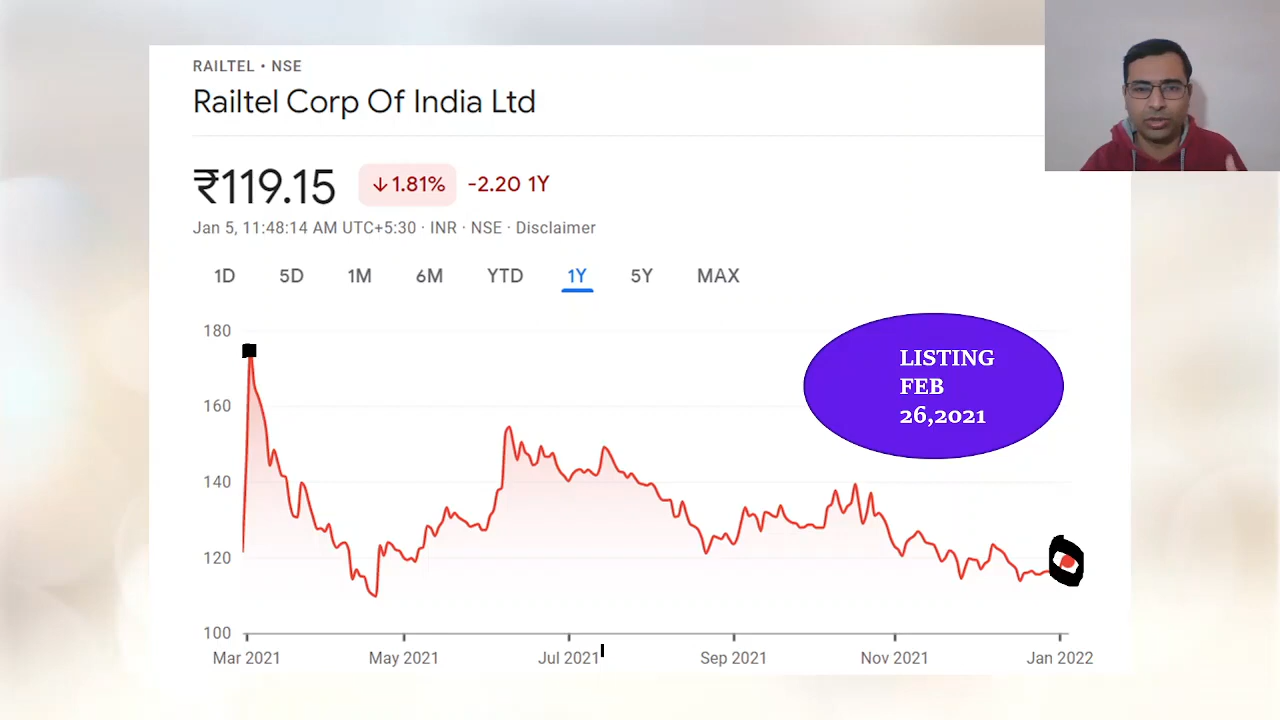 RAILTEL • NSE
Railtel Corp Of India Ltd
₹119.15 ↓1.81% -2.20 1Y
Jan 5, 11:48:14 AM UTC+5:30 · INR · NSE · Disclaimer
1D 5D 1M 6M YTD 1Y 5Y MAX
180
160
140
120
100
LISTING
FEB
26,2021
Mar 2021 May 2021 Jul 2021 Sep 2021 Nov 2021 Jan 2022